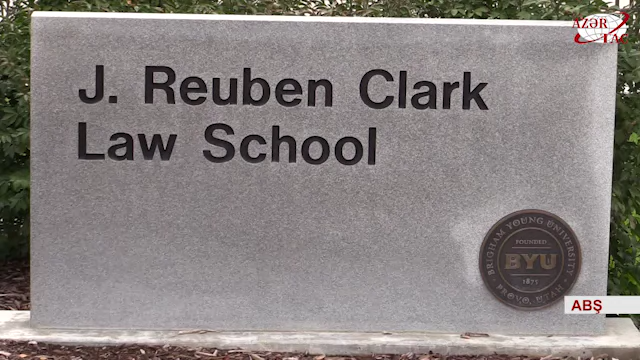 AZƏR
TAC
J. Reuben Clark
Law School
BRIGHAM YOUNG UNIVERSITY
FOUNDED
BYU
1875
PROVO, UTAH
ABŞ